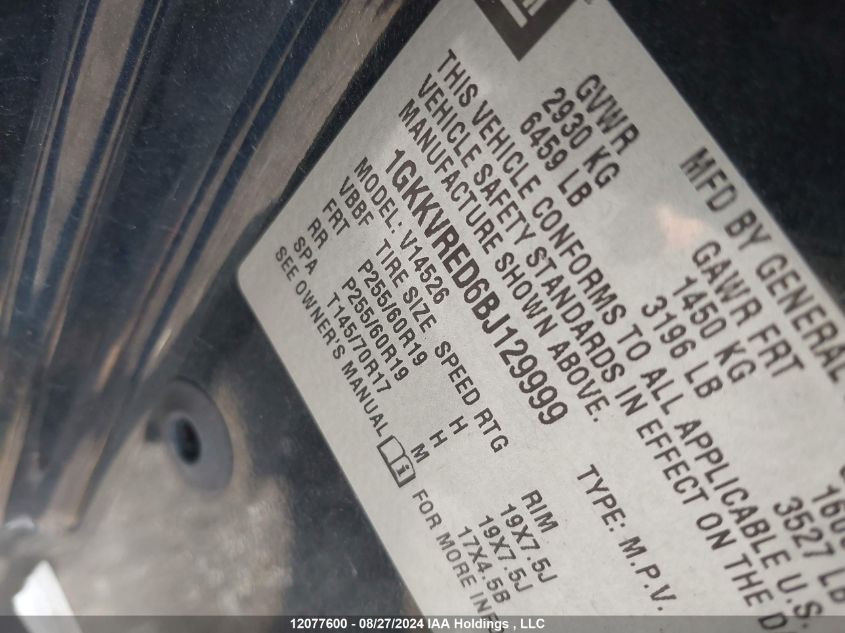 MFD BY GENERAL
GVWR GAWR FRT
2930 KG 1450 KG
6459 LB 3196 LB 3527 LB
THIS VEHICLE CONFORMS TO ALL APPLICABLE U.S.
VEHICLE SAFETY STANDARDS IN EFFECT ON THE
MANUFACTURE SHOWN ABOVE.
1GKKVRED6BJ129999 TYPE: M.P.V.
MODEL: V14526
VBBF TIRE SIZE SPEED RTG RIM
FRT P255/60R19 H 19X7.5J
RR P255/60R19 H 19X7.5J
SPA T145/70R17 M 17X4.5B
SEE OWNER'S MANUAL FOR MORE
12077600 - 08/27/2024 IAA Holdings , LLC